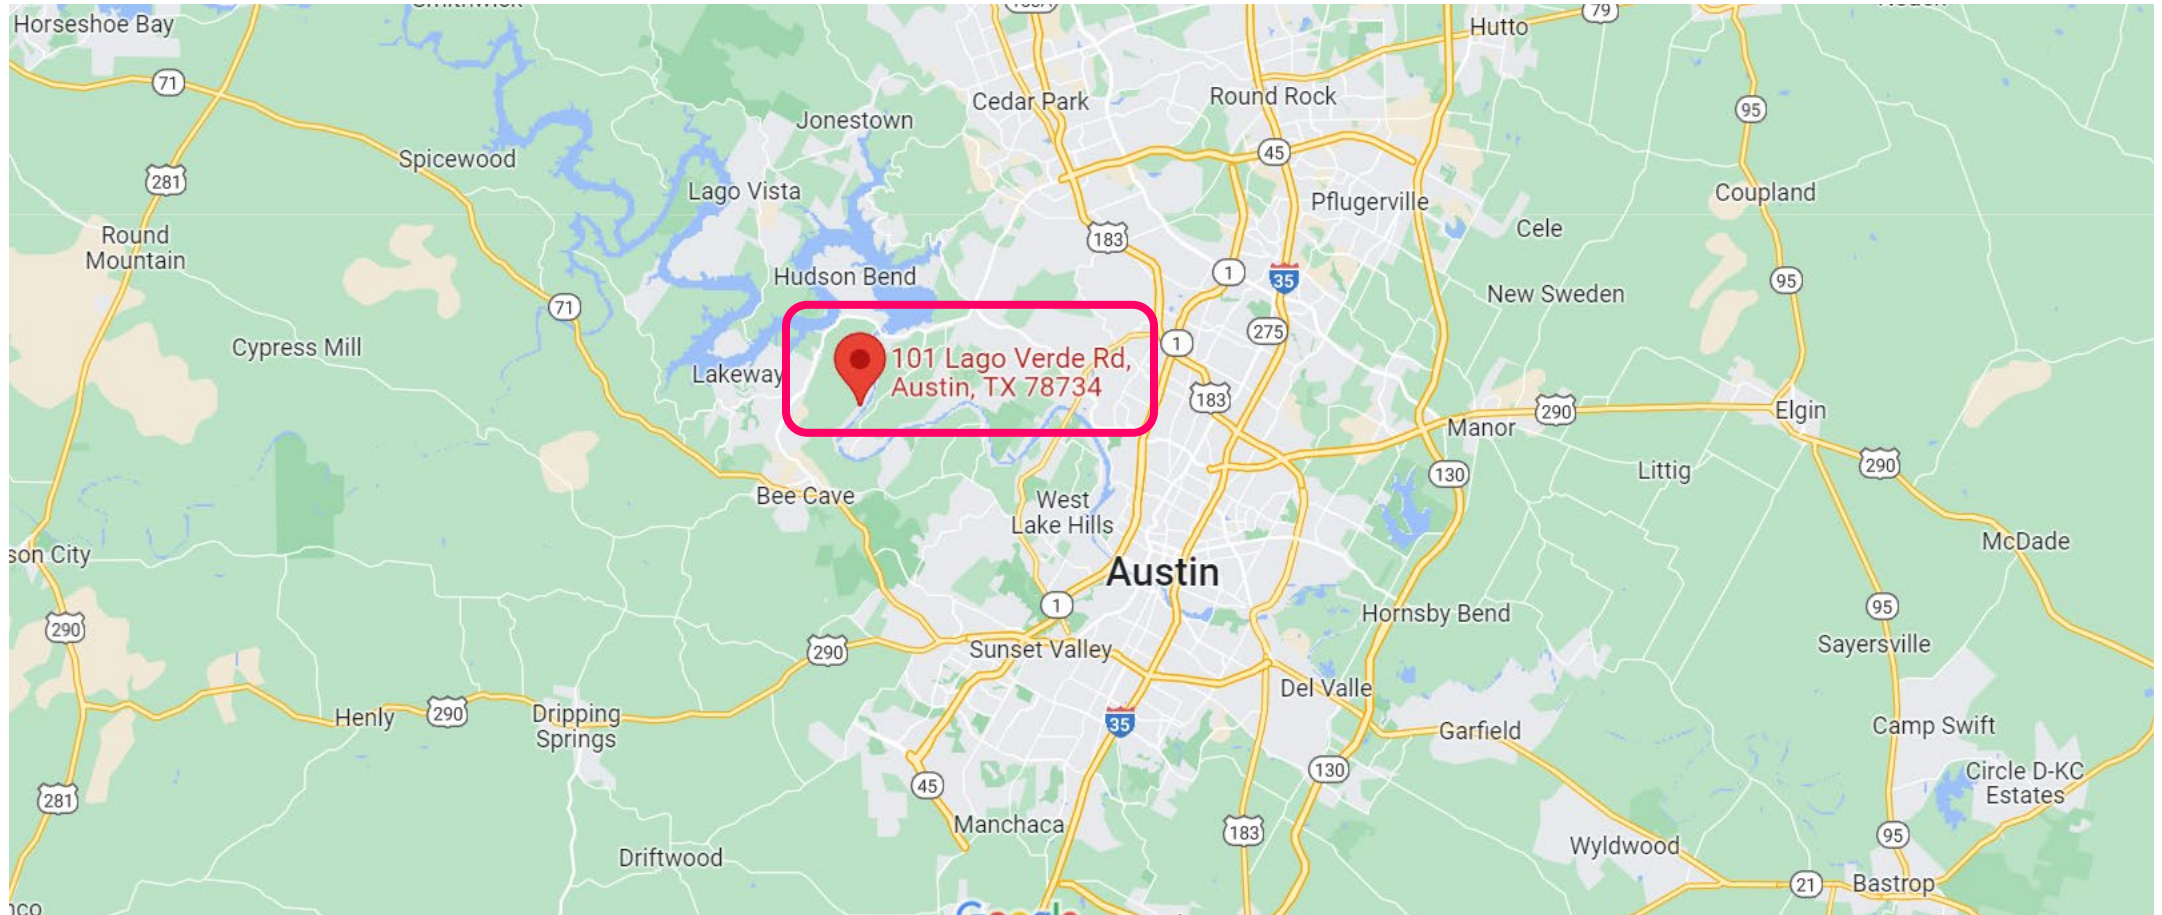 Smithwick
Horseshoe Bay
183A
79
Hutto
71
Cedar Park
Round Rock
95
Jonestown
Spicewood
45
281
Lago Vista
Pflugerville
Coupland
Round
Mountain
183
Cele
Hudson Bend
1
35
95
71
New Sweden
275
Cypress Mill
1
101 Lago Verde Rd,
Austin, TX 78734
Lakeway
183
290
Elgin
Manor
290
Littig
130
Bee Cave
West
Lake Hills
son City
McDade
Austin
1
95
Hornsby Bend
290
Sayersville
290
Sunset Valley
Del Valle
Henly
290
Dripping
Springs
35
Garfield
Camp Swift
130
Circle D-KC
Estates
281
45
Manchaca
183
95
Driftwood
Wyldwood
21
Bastrop
nco
Google